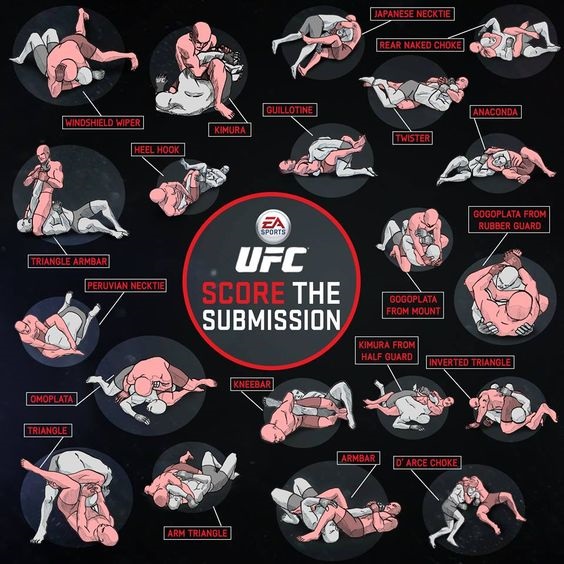 JAPANESE NECKTIE
REAR NAKED CHOKE
WINDSHIELD WIPER
KIMURA
GUILLOTINE
TWISTER
ANACONDA
HEEL HOOK
TRIANGLE ARMBAR
GOGOPLATA FROM
RUBBER GUARD
EA
SPORTS
UFC
SCORE THE
SUBMISSION
PERUVIAN NECKTIE
GOGOPLATA
FROM MOUNT
KIMURA FROM
HALF GUARD
INVERTED TRIANGLE
OMOPLATA
KNEEBAR
TRIANGLE
ARMBAR
D' ARCE CHOKE
ARM TRIANGLE